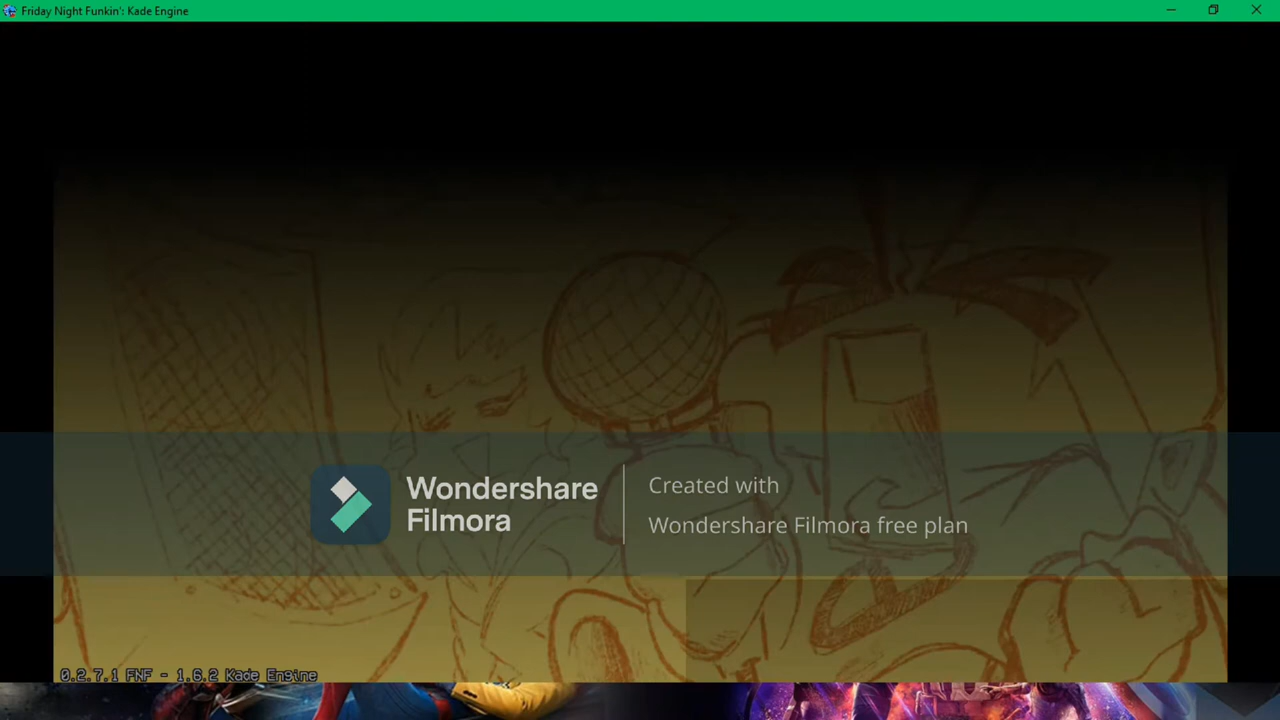 Friday Night Funkin': Kade Engine
Wondershare
Filmora
Created with
Wondershare Filmora free plan
0.2.7.1 FNF - 1.6.2 Kade Engine